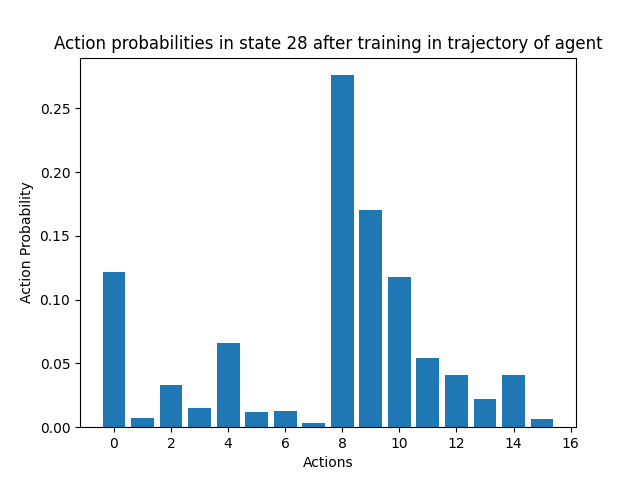 Action probabilities in state 28 after training in trajectory of agent
Action Probability
0.25
0.20
0.15
0.10
0.05
0.00
0 2 4 6 8 10 12 14 16
Actions